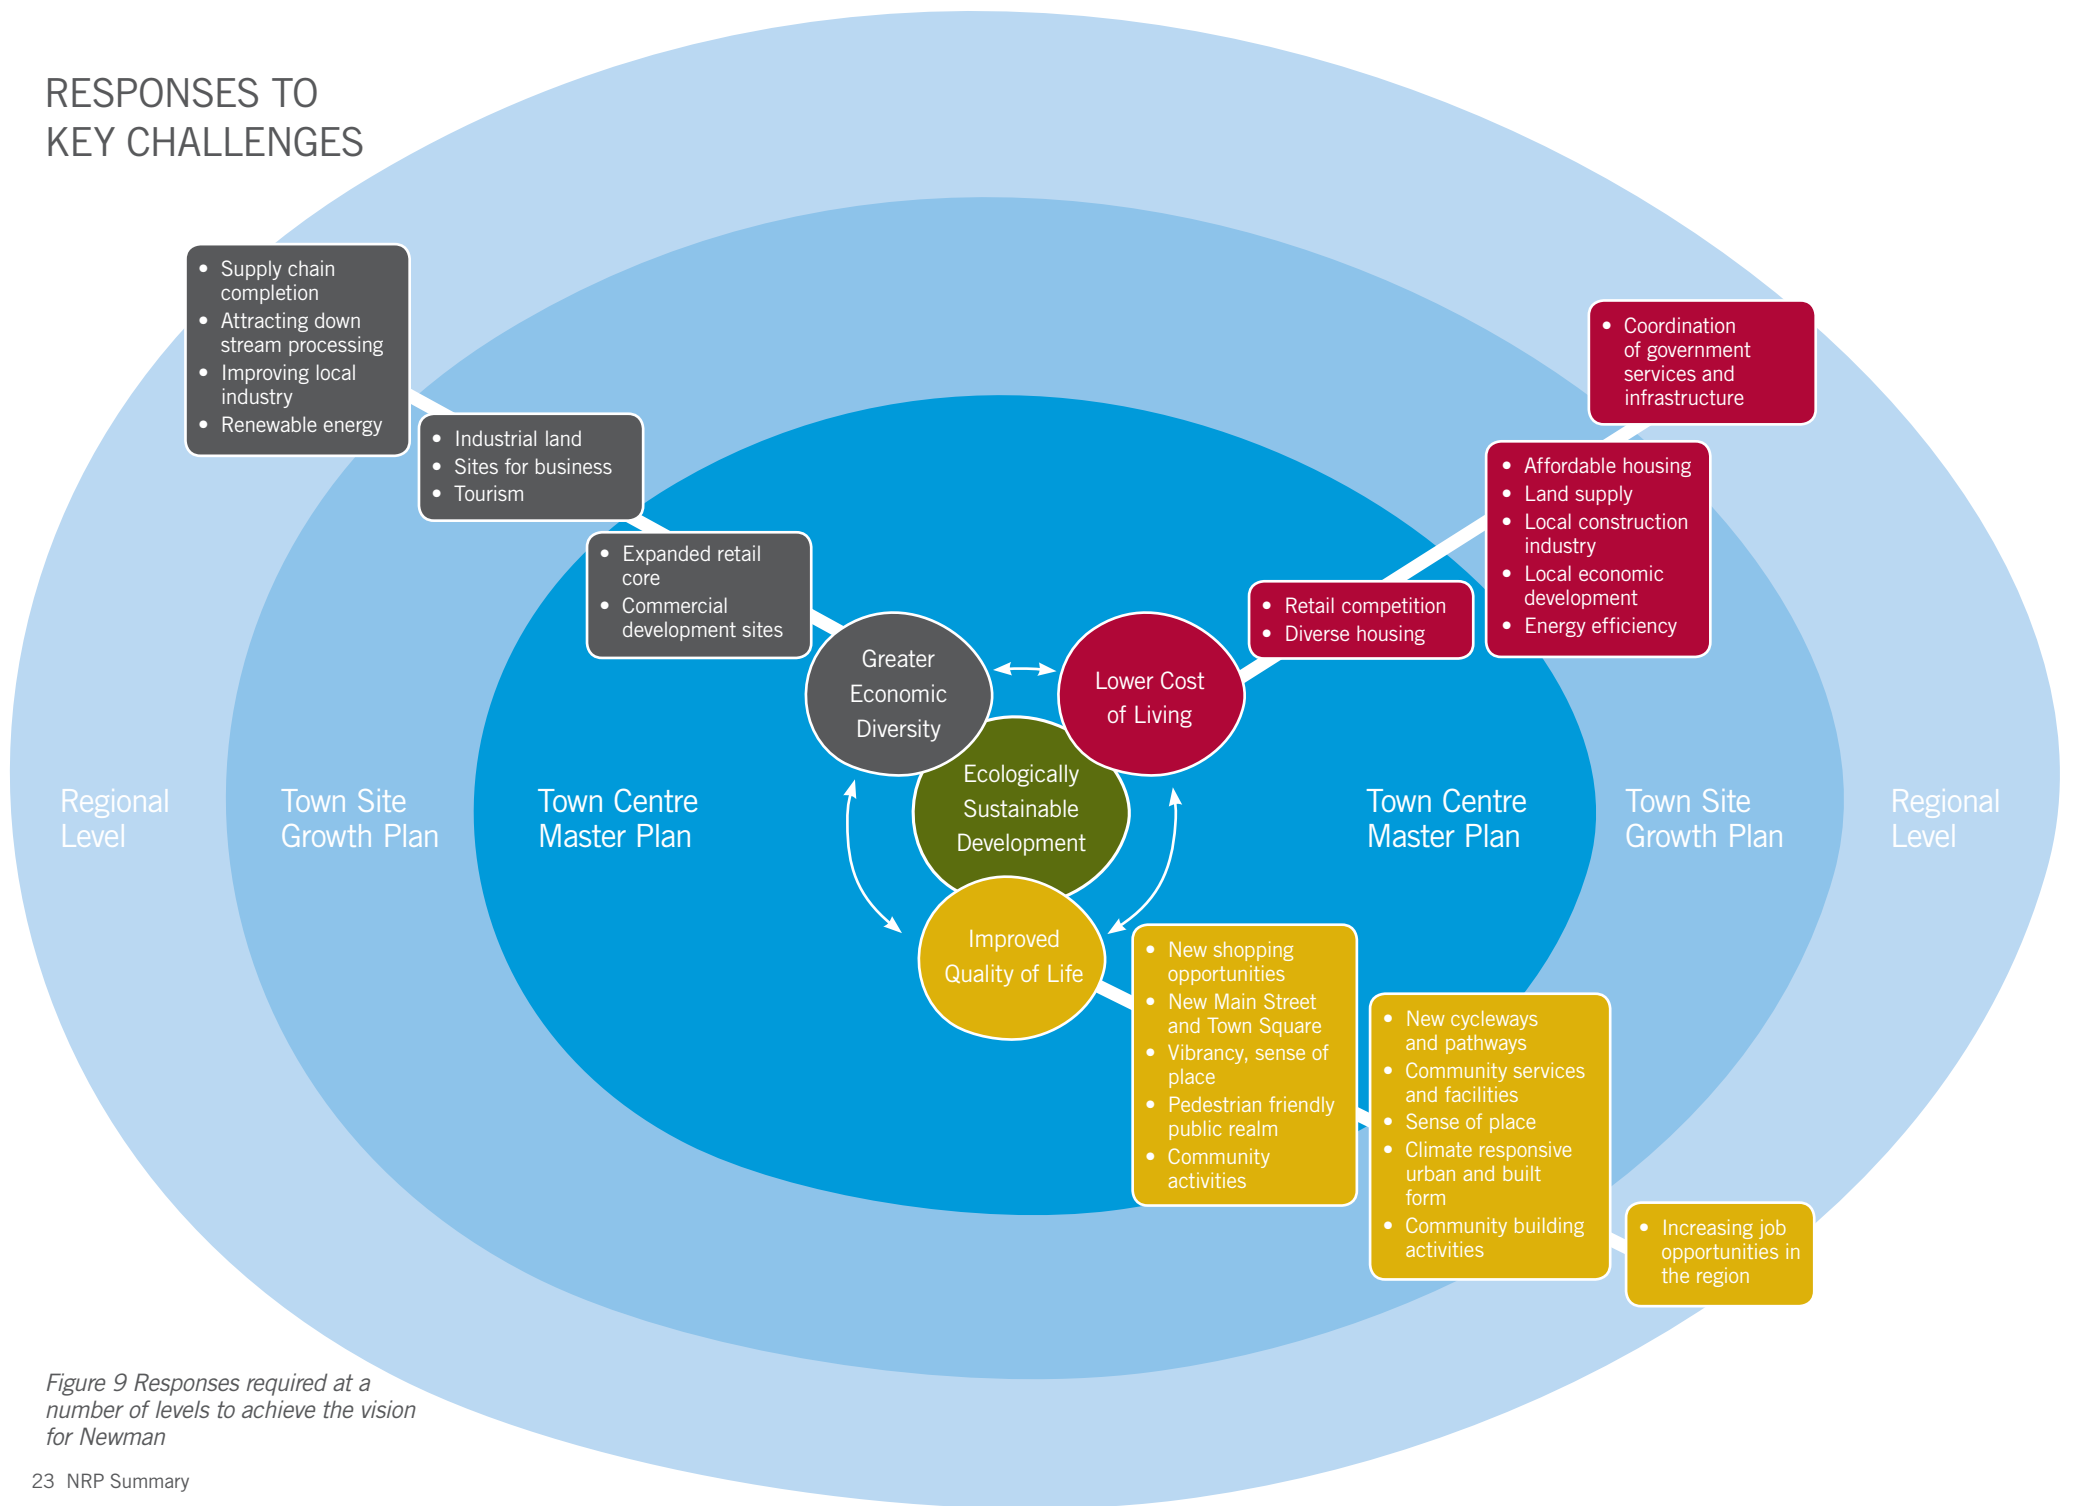 RESPONSES TO
KEY CHALLENGES
• Supply chain
completion
• Attracting down
stream processing
• Improving local
industry
• Renewable energy
• Industrial land
• Sites for business
• Tourism
• Expanded retail
core
• Commercial
development sites
• Coordination
of government
services and
infrastructure
• Affordable housing
• Land supply
• Local construction
industry
• Local economic
development
• Energy efficiency
• Retail competition
• Diverse housing
Greater
Economic
Diversity
Lower Cost
of Living
Ecologically
Sustainable
Development
Improved
Quality of Life
Regional
Level
Town Site
Growth Plan
Town Centre
Master Plan
Town Centre
Master Plan
Town Site
Growth Plan
Regional
Level
• New shopping
opportunities
• New Main Street
and Town Square
• Vibrancy, sense of
place
• Pedestrian friendly
public realm
• Community
activities
• New cycleways
and pathways
• Community services
and facilities
• Sense of place
• Climate responsive
urban and built
form
• Community building
activities
• Increasing job
opportunities in
the region
Figure 9 Responses required at a
number of levels to achieve the vision
for Newman
23 NRP Summary